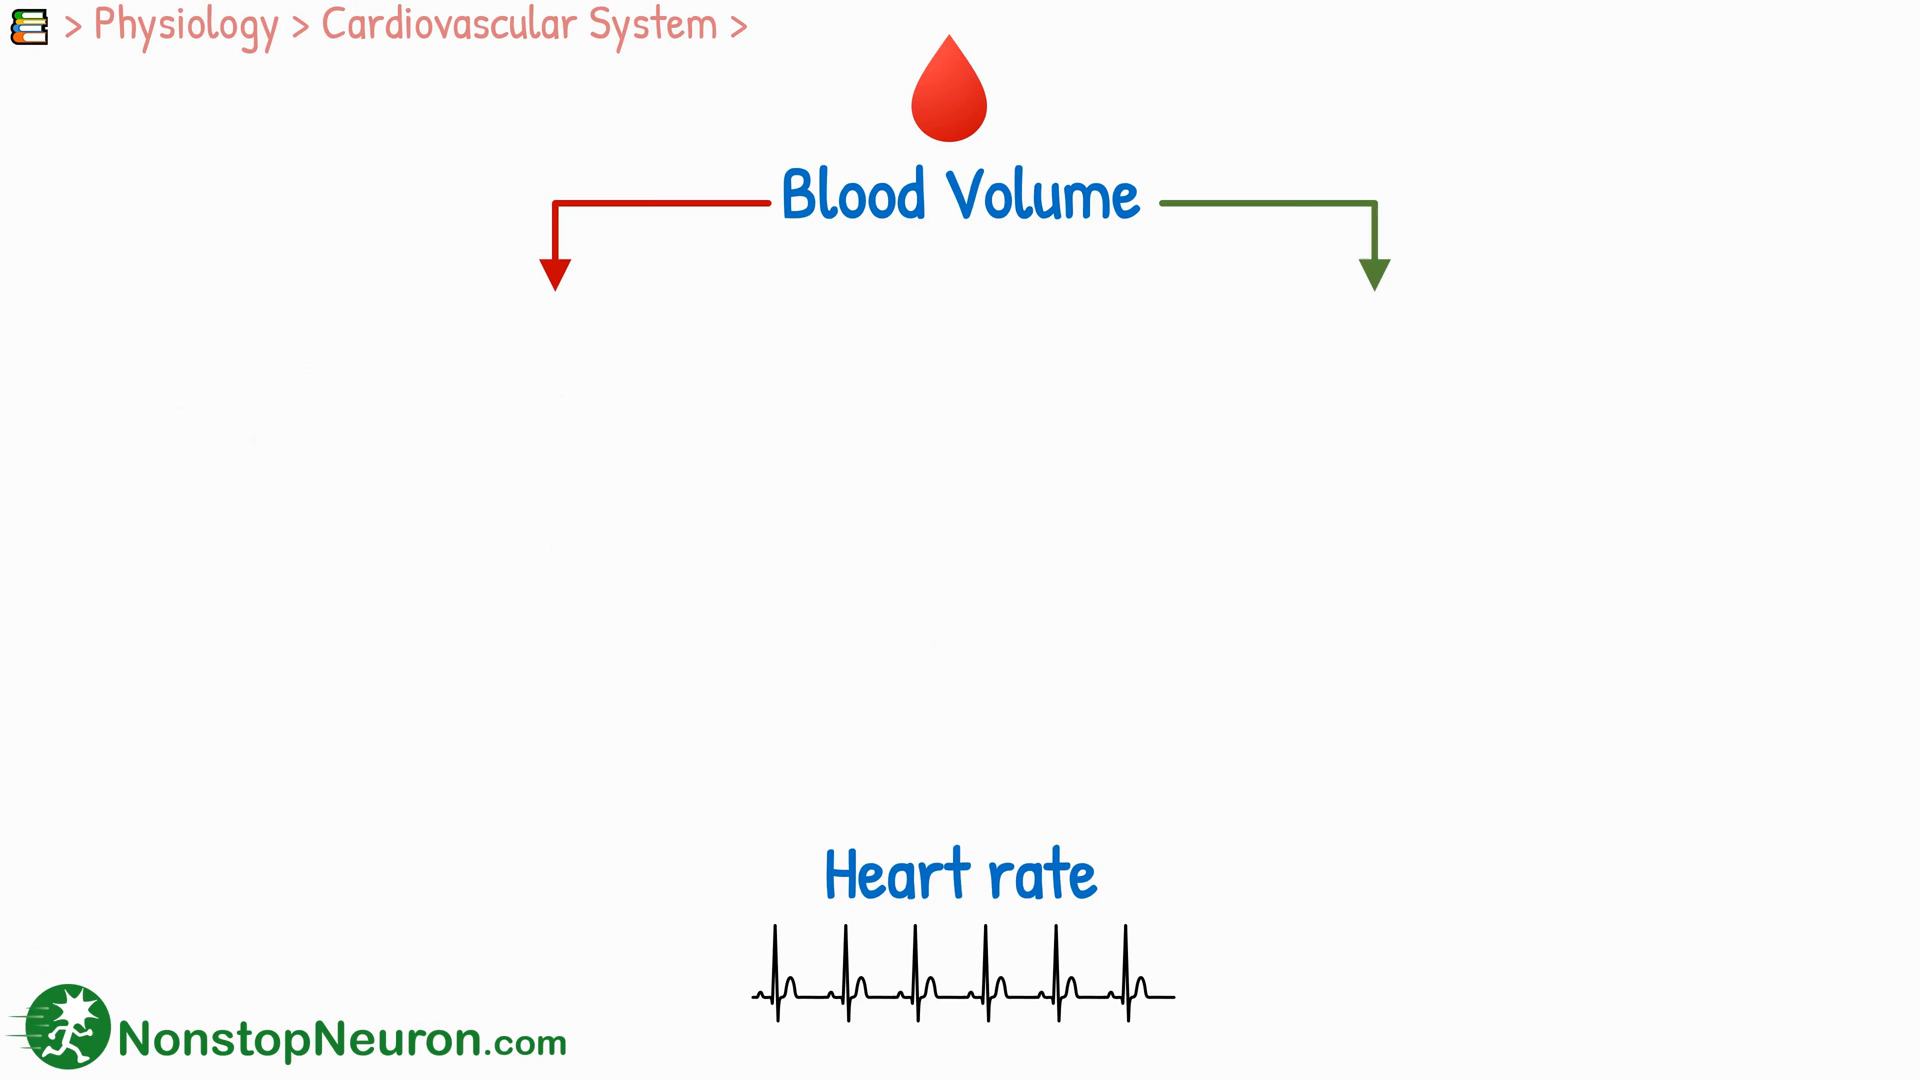 > Physiology > Cardiovascular System >
Blood Volume
Heart rate
NonstopNeuron.com